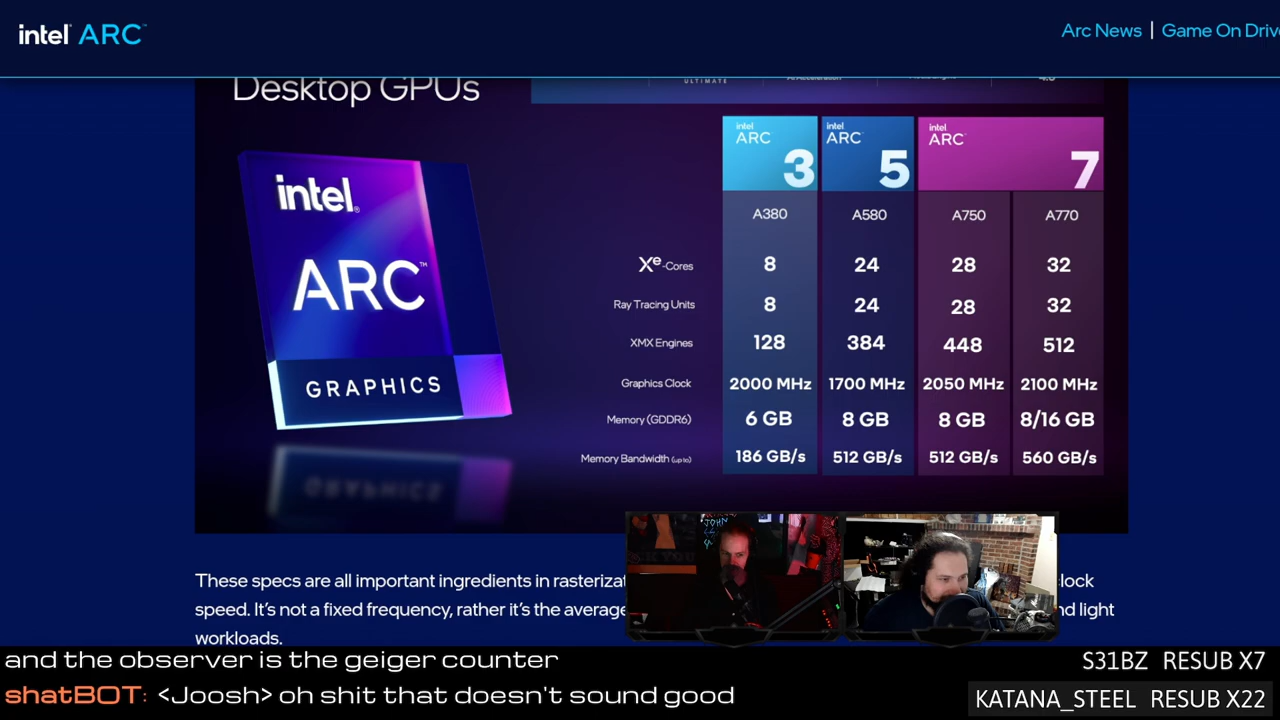 intel ARC™
Arc News | Game On Drive
Desktop GPUs
ULTIMATE
intel ARC 3
intel ARC 5
intel ARC 7
intel®
ARC™
GRAPHICS
A380 A580 A750 A770
Xe-Cores 8 24 28 32
Ray Tracing Units 8 24 28 32
XMX Engines 128 384 448 512
Graphics Clock 2000 MHz 1700 MHz 2050 MHz 2100 MHz
Memory (GDDR6) 6 GB 8 GB 8 GB 8/16 GB
Memory Bandwidth (up to) 186 GB/s 512 GB/s 512 GB/s 560 GB/s
JOHN
These specs are all important ingredients in lock
speed. It's not a fixed frequency, rather it's the average nd light
workloads.
and the observer is the geiger counter
S31BZ RESUB X7
shatBOT: <Joosh> oh shit that doesn't sound good
KATANA_STEEL RESUB X22